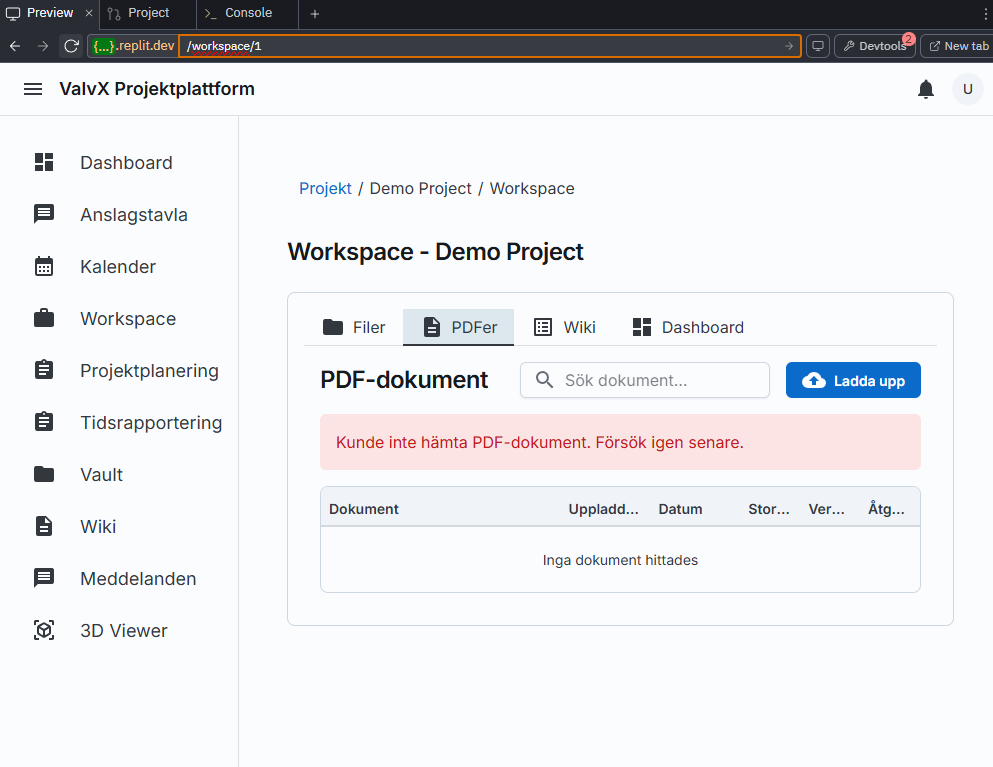 Preview Project Console
{...}.replit.dev /workspace/1 Devtools 2 New tab
ValvX Projektplattform U
Dashboard
Anslagstavla
Kalender
Workspace
Projektplanering
Tidsrapportering
Vault
Wiki
Meddelanden
3D Viewer
Projekt / Demo Project / Workspace
Workspace - Demo Project
Filer PDFer Wiki Dashboard
PDF-dokument Sök dokument... Ladda upp
Kunde inte hämta PDF-dokument. Försök igen senare.
Dokument Uppladd... Datum Stor... Ver... Åtg...
Inga dokument hittades